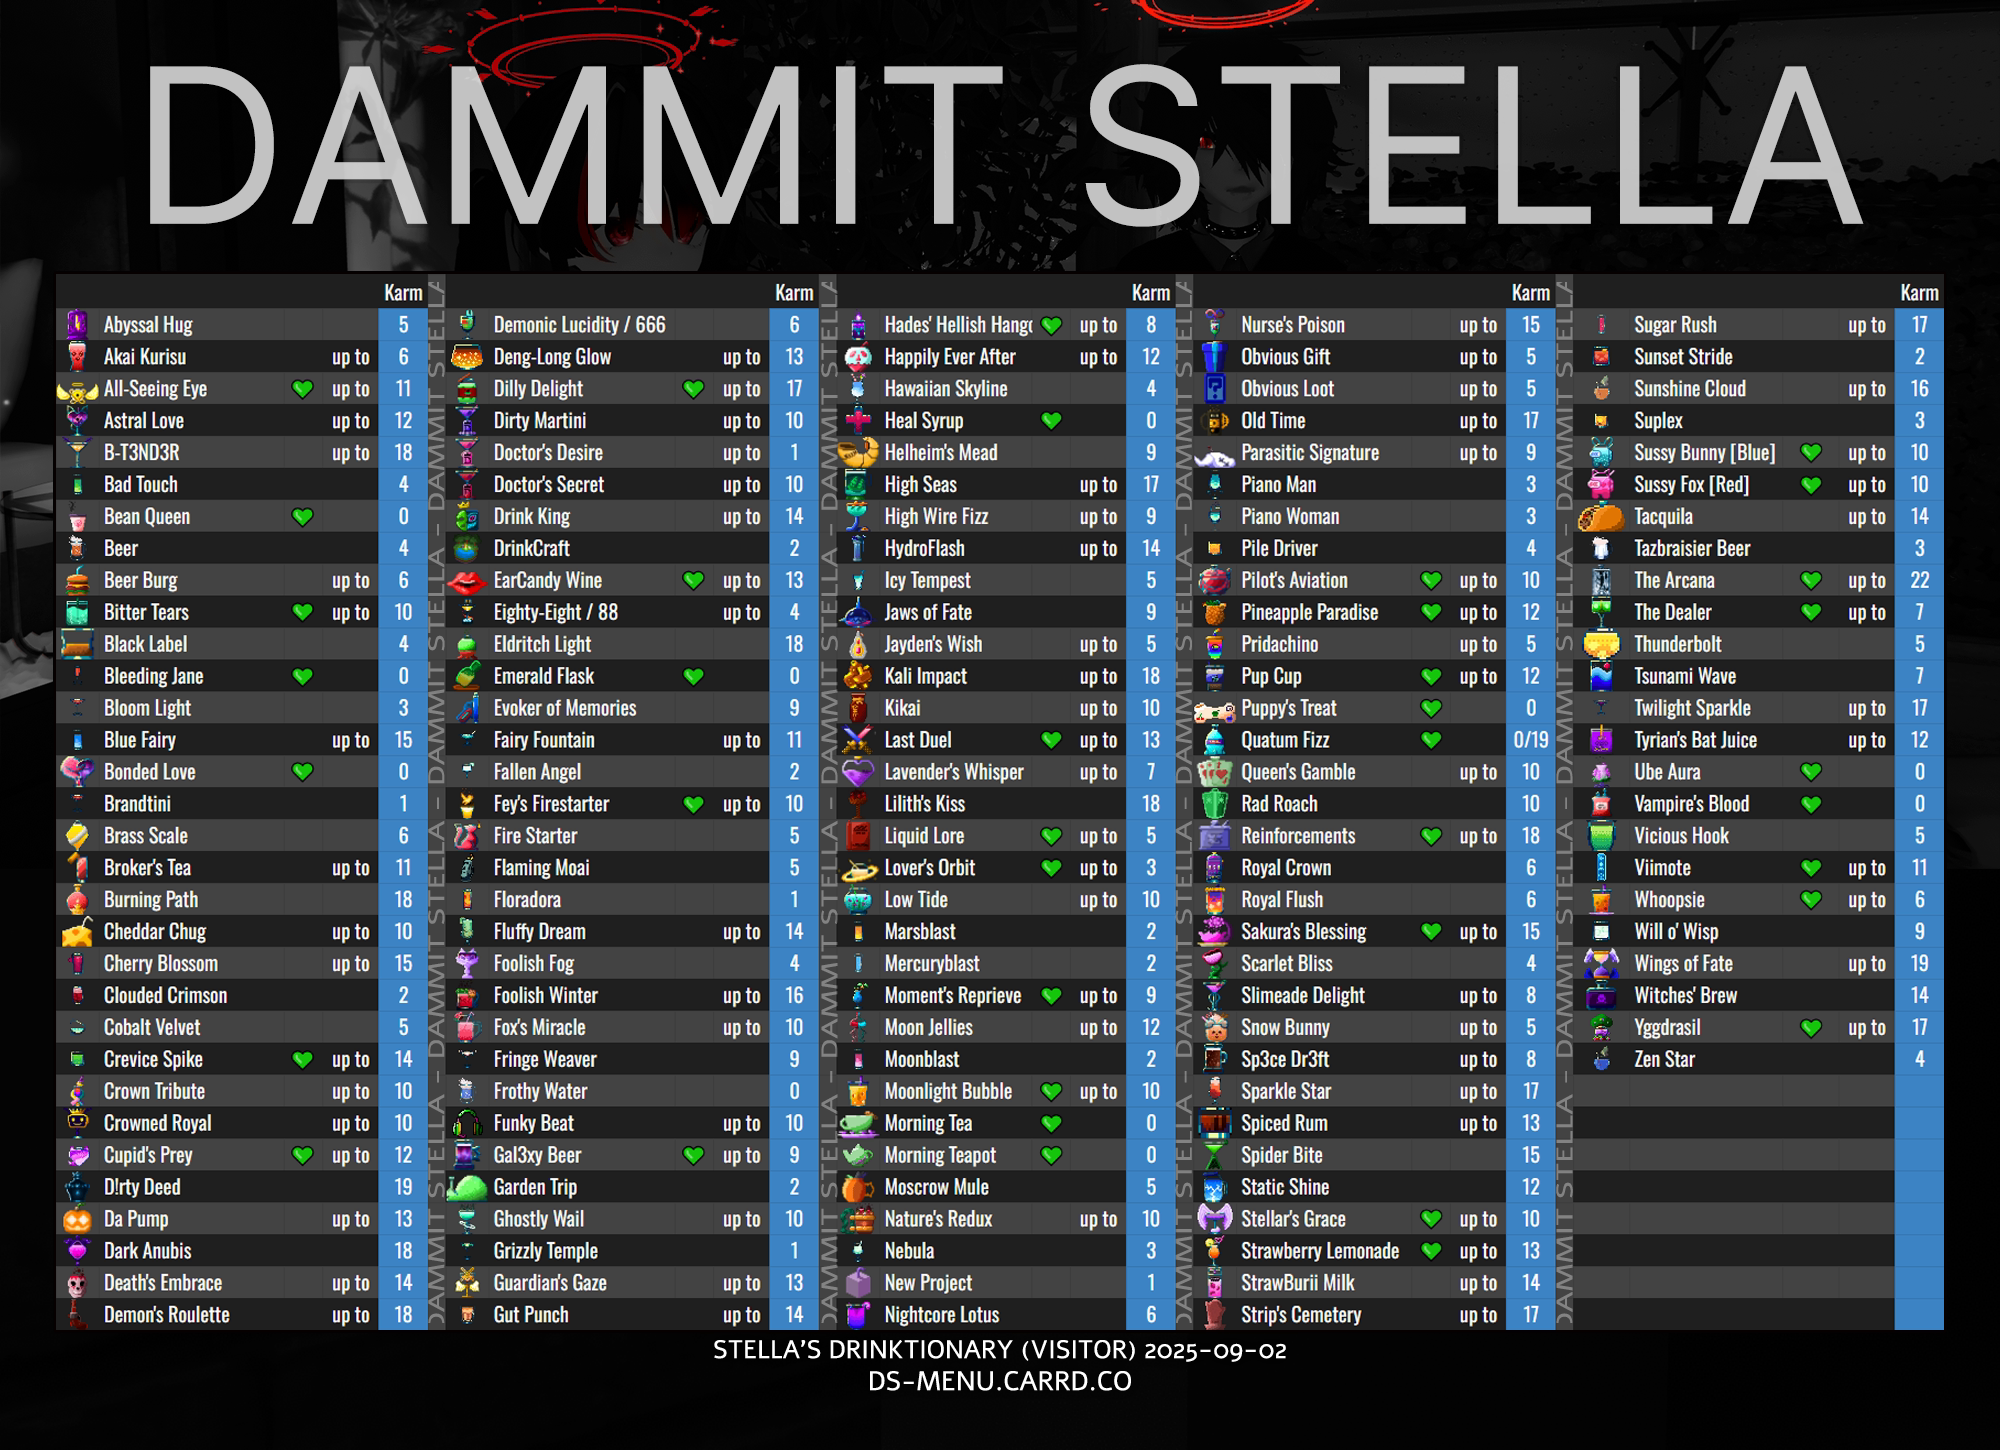 DAMMIT STELLA
Karm
Abyssal Hug 5
Akai Kurisu up to 6
All-Seeing Eye up to 11
Astral Love up to 12
B-T3ND3R up to 18
Bad Touch 4
Bean Queen 0
Beer 4
Beer Burg up to 6
Bitter Tears up to 10
Black Label 4
Bleeding Jane 0
Bloom Light 3
Blue Fairy up to 15
Bonded Love 0
Brandtini 1
Brass Scale 6
Broker's Tea up to 11
Burning Path 18
Cheddar Chug up to 10
Cherry Blossom up to 15
Clouded Crimson 2
Cobalt Velvet 5
Crevice Spike up to 14
Crown Tribute up to 10
Crowned Royal up to 10
Cupid's Prey up to 12
D!rty Deed 19
Da Pump up to 13
Dark Anubis 18
Death's Embrace up to 14
Demon's Roulette up to 18
DAMMIT STELLA - DAMMIT STELLA - DAMMIT STELLA
Karm
Demonic Lucidity / 666 6
Deng-Long Glow up to 13
Dilly Delight up to 17
Dirty Martini up to 10
Doctor's Desire up to 1
Doctor's Secret up to 10
Drink King up to 14
DrinkCraft 2
EarCandy Wine up to 13
Eighty-Eight / 88 up to 4
Eldritch Light 18
Emerald Flask 0
Evoker of Memories 9
Fairy Fountain up to 11
Fallen Angel 2
Fey's Firestarter up to 10
Fire Starter 5
Flaming Moai 5
Floradora 1
Fluffy Dream up to 14
Foolish Fog 4
Foolish Winter up to 16
Fox's Miracle up to 10
Fringe Weaver 9
Frothy Water 0
Funky Beat up to 10
Gal3xy Beer up to 9
Garden Trip 2
Ghostly Wail up to 10
Grizzly Temple 1
Guardian's Gaze up to 13
Gut Punch up to 14
DAMMIT STELLA - DAMMIT STELLA - DAMMIT STELLA
Karm
Hades' Hellish Hang up to 8
Happily Ever After up to 12
Hawaiian Skyline 4
Heal Syrup 0
Helheim's Mead 9
High Seas up to 17
High Wire Fizz up to 9
HydroFlash up to 14
Icy Tempest 5
Jaws of Fate 9
Jayden's Wish up to 5
Kali Impact up to 18
Kikai up to 10
Last Duel up to 13
Lavender's Whisper up to 7
Lilith's Kiss 18
Liquid Lore up to 5
Lover's Orbit up to 3
Low Tide up to 10
Marsblast 2
Mercuryblast 2
Moment's Reprieve up to 9
Moon Jellies up to 12
Moonblast 2
Moonlight Bubble up to 10
Morning Tea 0
Morning Teapot 0
Moscrow Mule 5
Nature's Redux up to 10
Nebula 3
New Project 1
Nightcore Lotus 6
DAMMIT STELLA - DAMMIT STELLA - DAMMIT STELLA
Karm
Nurse's Poison up to 15
Obvious Gift up to 5
Obvious Loot up to 5
Old Time up to 17
Parasitic Signature up to 9
Piano Man 3
Piano Woman 3
Pile Driver 4
Pilot's Aviation up to 10
Pineapple Paradise up to 12
Pridachino up to 5
Pup Cup up to 12
Puppy's Treat 0
Quatum Fizz 0/19
Queen's Gamble up to 10
Rad Roach 10
Reinforcements up to 18
Royal Crown 6
Royal Flush 6
Sakura's Blessing up to 15
Scarlet Bliss 4
Slimeade Delight up to 8
Snow Bunny up to 5
Sp3ce Dr3ft up to 8
Sparkle Star up to 17
Spiced Rum up to 13
Spider Bite 15
Static Shine 12
Stellar's Grace up to 10
Strawberry Lemonade up to 13
StrawBurii Milk up to 14
Strip's Cemetery up to 17
DAMMIT STELLA - DAMMIT STELLA - DAMMIT STELLA
Karm
Sugar Rush up to 17
Sunset Stride 2
Sunshine Cloud up to 16
Suplex 3
Sussy Bunny [Blue] up to 10
Sussy Fox [Red] up to 10
Tacquila up to 14
Tazbraisier Beer 3
The Arcana up to 22
The Dealer up to 7
Thunderbolt 5
Tsunami Wave 7
Twilight Sparkle up to 17
Tyrian's Bat Juice up to 12
Ube Aura 0
Vampire's Blood 0
Vicious Hook 5
Viimote up to 11
Whoopsie up to 6
Will o' Wisp 9
Wings of Fate up to 19
Witches' Brew 14
Yggdrasil up to 17
Zen Star 4
STELLA'S DRINKTIONARY (VISITOR) 2025-09-02
DS-MENU.CARRD.CO